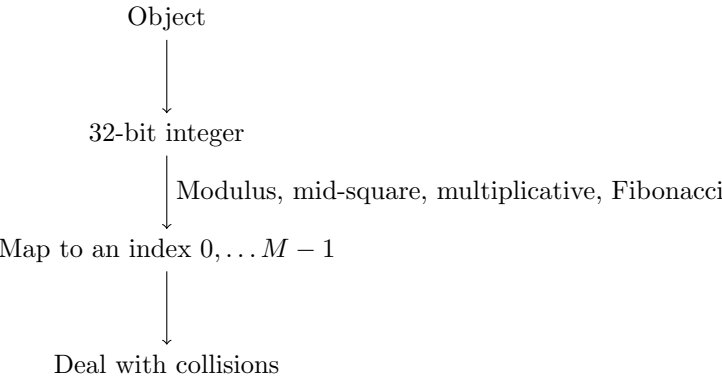 Object
32-bit integer
Modulus, mid-square, multiplicative, Fibonacci
Map to an index 0, … M − 1
Deal with collisions